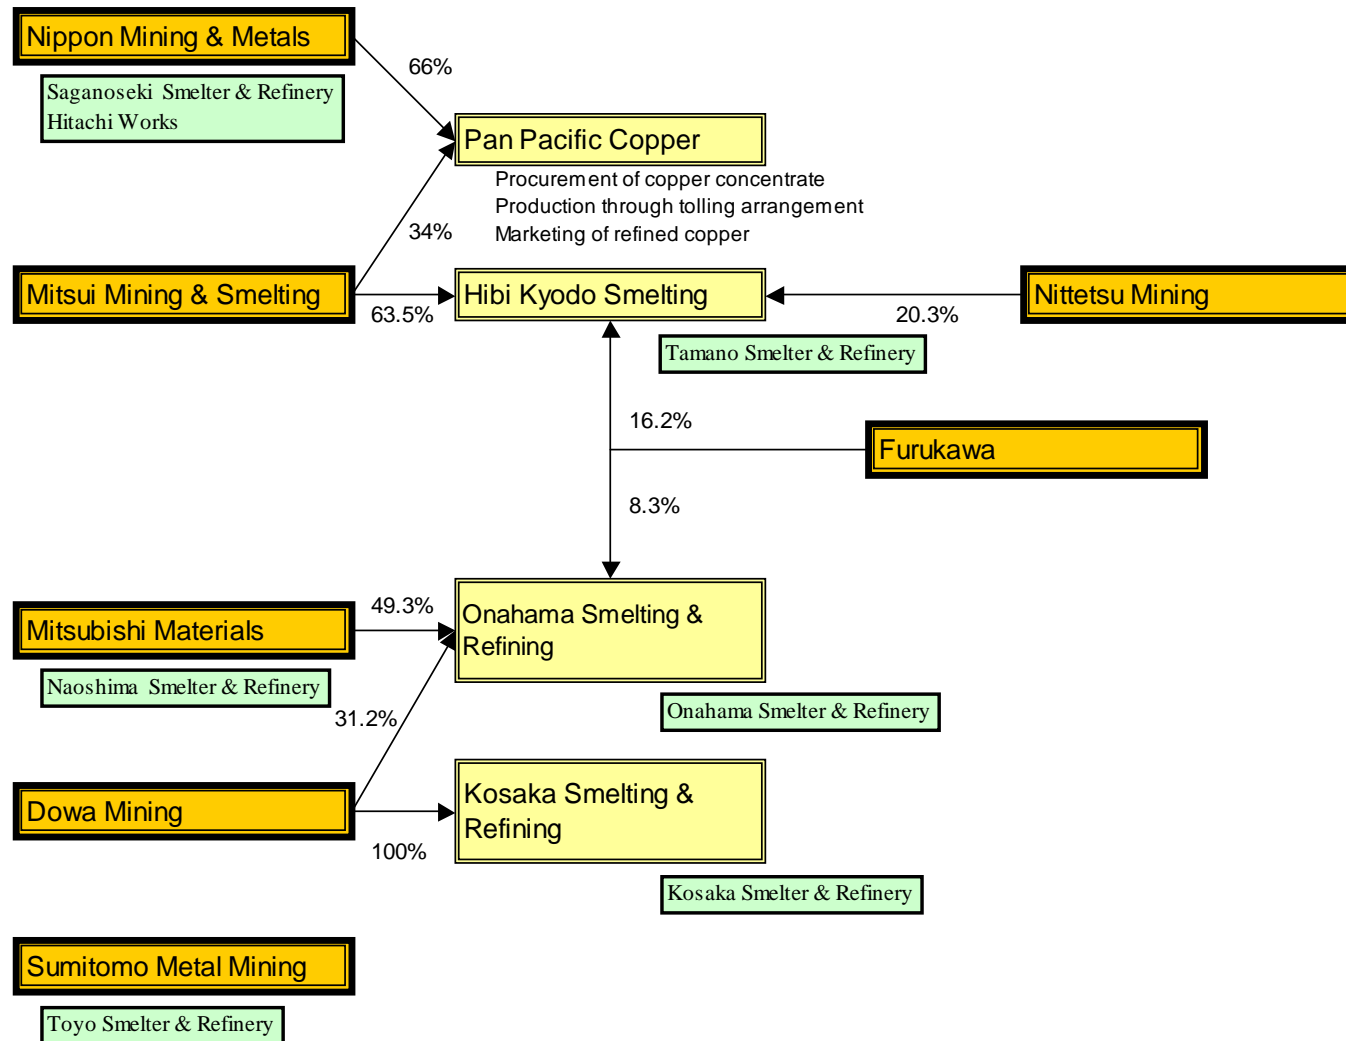 Nippon Mining & Metals
66%
Saganoseki Smelter & Refinery
Hitachi Works
Pan Pacific Copper
Procurement of copper concentrate
Production through tolling arrangement
Marketing of refined copper
34%
Mitsui Mining & Smelting
63.5%
Hibi Kyodo Smelting
20.3%
Nittetsu Mining
Tamano Smelter & Refinery
16.2%
Furukawa
8.3%
Mitsubishi Materials
49.3%
Onahama Smelting &
Refining
Naoshima Smelter & Refinery
31.2%
Onahama Smelter & Refinery
Dowa Mining
100%
Kosaka Smelting &
Refining
Kosaka Smelter & Refinery
Sumitomo Metal Mining
Toyo Smelter & Refinery